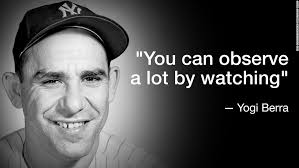 "You can observe
a lot by watching"
— Yogi Berra